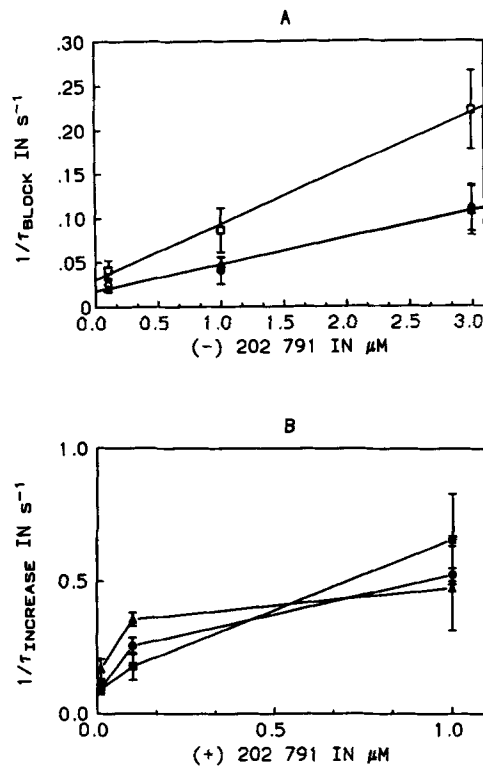 A
.30
.25
.20
.15
.10
.05
0
1/τBLOCK IN s⁻¹
0.0 0.5 1.0 1.5 2.0 2.5 3.0
(-) 202 791 IN µM
B
1.0
0.5
0.0
1/τINCREASE IN s⁻¹
0.0 0.5 1.0
(+) 202 791 IN µM